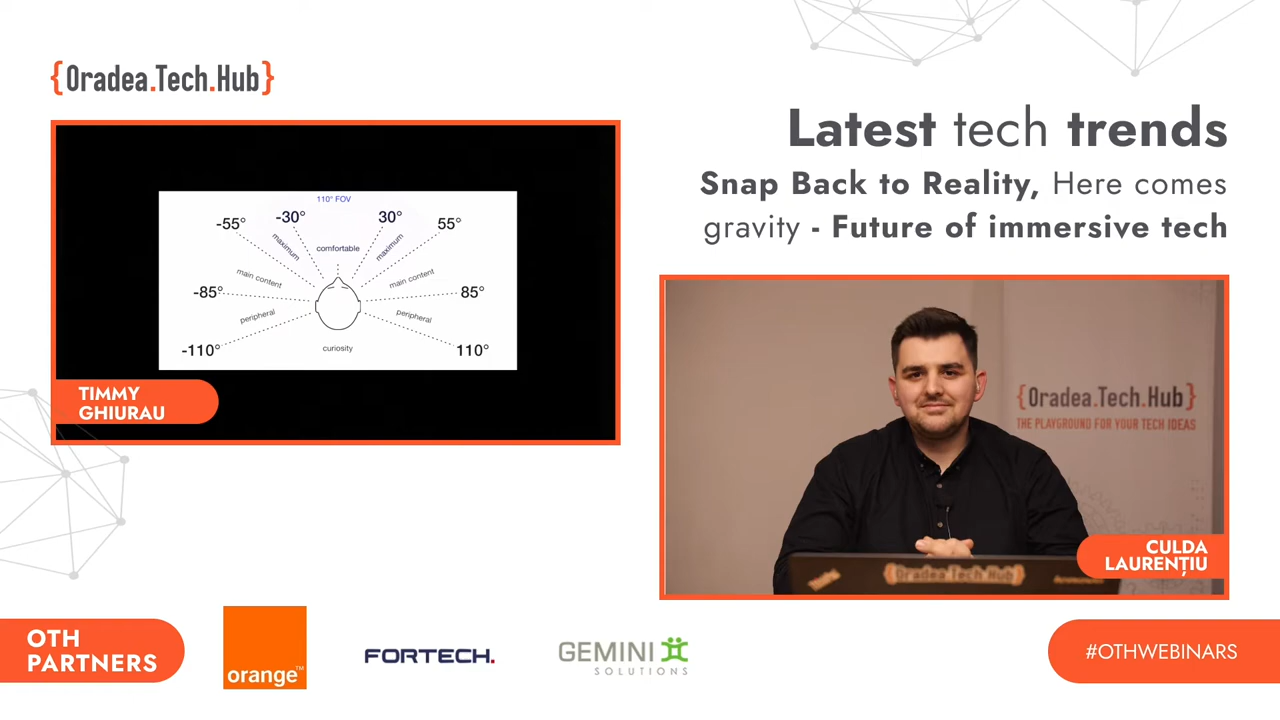 {Oradea.Tech.Hub}
Latest tech trends
Snap Back to Reality, Here comes
gravity - Future of immersive tech
110° FOV
-55°
-30°
30°
55°
maximum
comfortable
maximum
main content
main content
-85°
85°
peripheral
peripheral
-110°
curiosity
110°
TIMMY
GHIURAU
{Oradea.Tech.Hub}
THE PLAYGROUND FOR YOUR TECH IDEAS
{Oradea.Tech.Hub}
CULDA
LAURENȚIU
OTH
PARTNERS
orange™
FORTECH.
GEMINI
SOLUTIONS
#OTHWEBINARS